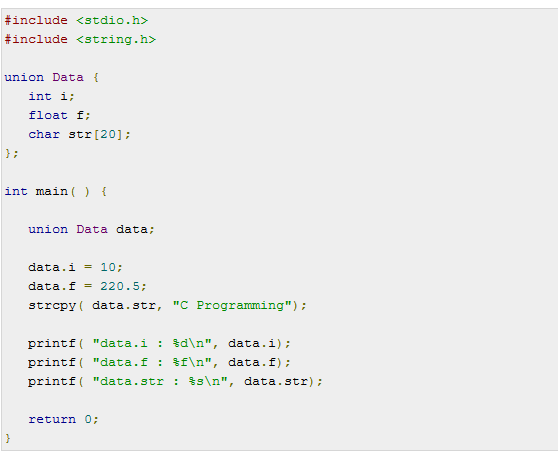 #include <stdio.h>
#include <string.h>

union Data {
   int i;
   float f;
   char str[20];
};

int main( ) {

   union Data data;

   data.i = 10;
   data.f = 220.5;
   strcpy( data.str, "C Programming");

   printf( "data.i : %d\n", data.i);
   printf( "data.f : %f\n", data.f);
   printf( "data.str : %s\n", data.str);

   return 0;
}